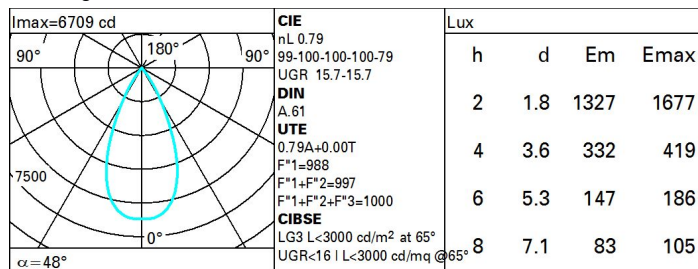 Imax=6709 cd
90°
180°
90°
7500
0°
α=48°
CIE
nL 0.79
99-100-100-100-79
UGR 15.7-15.7
DIN
A.61
UTE
0.79A+0.00T
F"1=988
F"1+F"2=997
F"1+F"2+F"3=1000
CIBSE
LG3 L<3000 cd/m² at 65°
UGR<16 | L<3000 cd/mq @65°
Lux
h d Em Emax
2 1.8 1327 1677
4 3.6 332 419
6 5.3 147 186
8 7.1 83 105